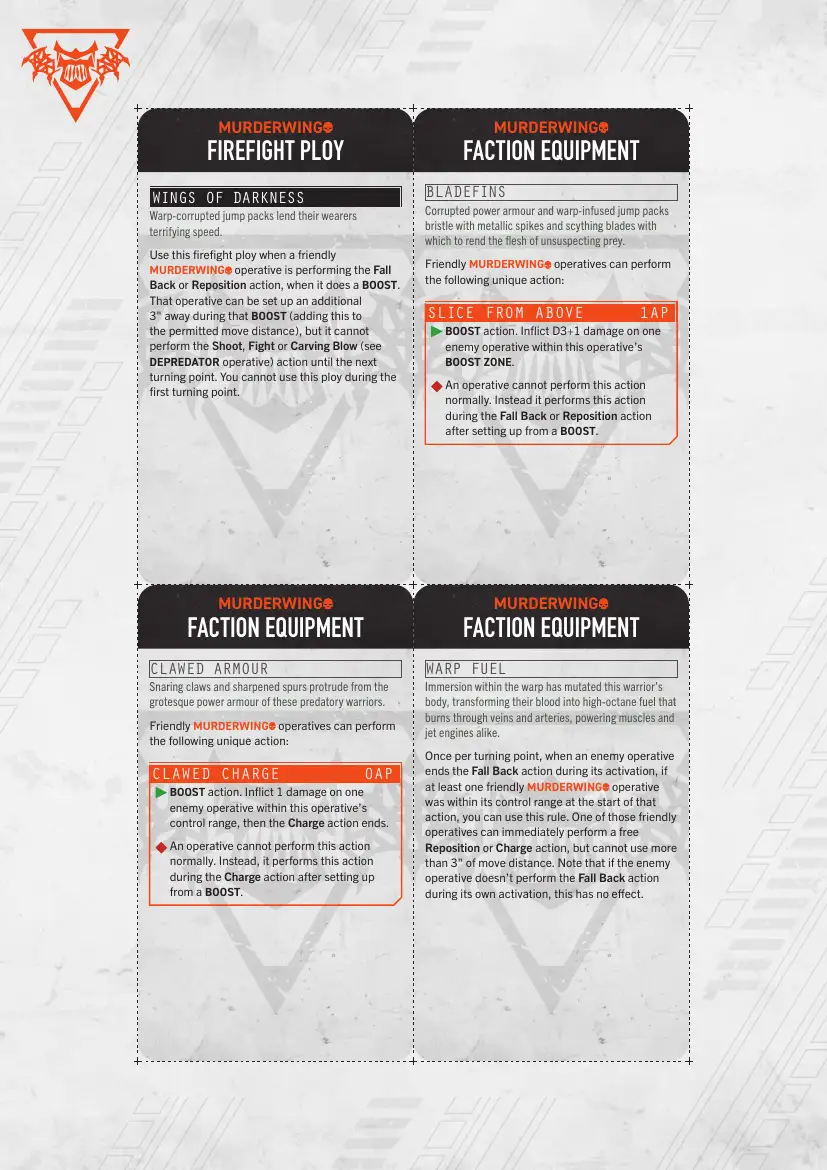 MURDERWING
FIREFIGHT PLOY
WINGS OF DARKNESS
Warp-corrupted jump packs lend their wearers
terrifying speed.
Use this firefight ploy when a friendly
MURDERWING operative is performing the Fall
Back or Reposition action, when it does a BOOST.
That operative can be set up an additional
3" away during that BOOST (adding this to
the permitted move distance), but it cannot
perform the Shoot, Fight or Carving Blow (see
DEPREDATOR operative) action until the next
turning point. You cannot use this ploy during the
first turning point.
MURDERWING
FACTION EQUIPMENT
BLADEFINS
Corrupted power armour and warp-infused jump packs
bristle with metallic spikes and scything blades with
which to rend the flesh of unsuspecting prey.
Friendly MURDERWING operatives can perform
the following unique action:
SLICE FROM ABOVE 1AP
BOOST action. Inflict D3+1 damage on one
enemy operative within this operative's
BOOST ZONE.
An operative cannot perform this action
normally. Instead it performs this action
during the Fall Back or Reposition action
after setting up from a BOOST.
MURDERWING
FACTION EQUIPMENT
CLAWED ARMOUR
Snaring claws and sharpened spurs protrude from the
grotesque power armour of these predatory warriors.
Friendly MURDERWING operatives can perform
the following unique action:
CLAWED CHARGE 0AP
BOOST action. Inflict 1 damage on one
enemy operative within this operative's
control range, then the Charge action ends.
An operative cannot perform this action
normally. Instead, it performs this action
during the Charge action after setting up
from a BOOST.
MURDERWING
FACTION EQUIPMENT
WARP FUEL
Immersion within the warp has mutated this warrior's
body, transforming their blood into high-octane fuel that
burns through veins and arteries, powering muscles and
jet engines alike.
Once per turning point, when an enemy operative
ends the Fall Back action during its activation, if
at least one friendly MURDERWING operative
was within its control range at the start of that
action, you can use this rule. One of those friendly
operatives can immediately perform a free
Reposition or Charge action, but cannot use more
than 3" of move distance. Note that if the enemy
operative doesn't perform the Fall Back action
during its own activation, this has no effect.